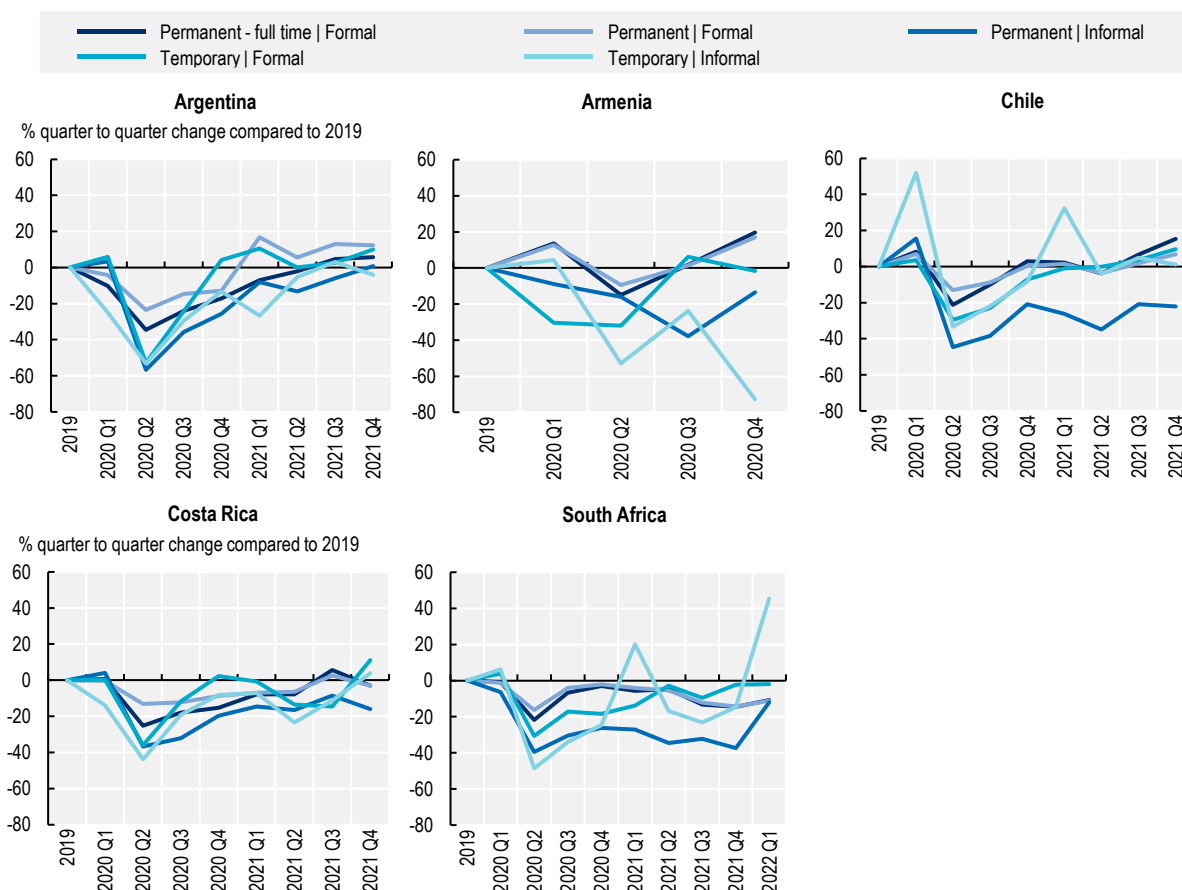 Permanent - full time | Formal
Permanent | Formal
Permanent | Informal
Temporary | Formal
Temporary | Informal
Argentina
% quarter to quarter change compared to 2019
60
40
20
0
-20
-40
-60
-80
2019
2020 Q1
2020 Q2
2020 Q3
2020 Q4
2021 Q1
2021 Q2
2021 Q3
2021 Q4
Armenia
60
40
20
0
-20
-40
-60
-80
2019
2020 Q1
2020 Q2
2020 Q3
2020 Q4
Chile
60
40
20
0
-20
-40
-60
-80
2019
2020 Q1
2020 Q2
2020 Q3
2020 Q4
2021 Q1
2021 Q2
2021 Q3
2021 Q4
Costa Rica
% quarter to quarter change compared to 2019
60
40
20
0
-20
-40
-60
-80
2019
2020 Q1
2020 Q2
2020 Q3
2020 Q4
2021 Q1
2021 Q2
2021 Q3
2021 Q4
South Africa
60
40
20
0
-20
-40
-60
-80
2019
2020 Q1
2020 Q2
2020 Q3
2020 Q4
2021 Q1
2021 Q2
2021 Q3
2021 Q4
2022 Q1